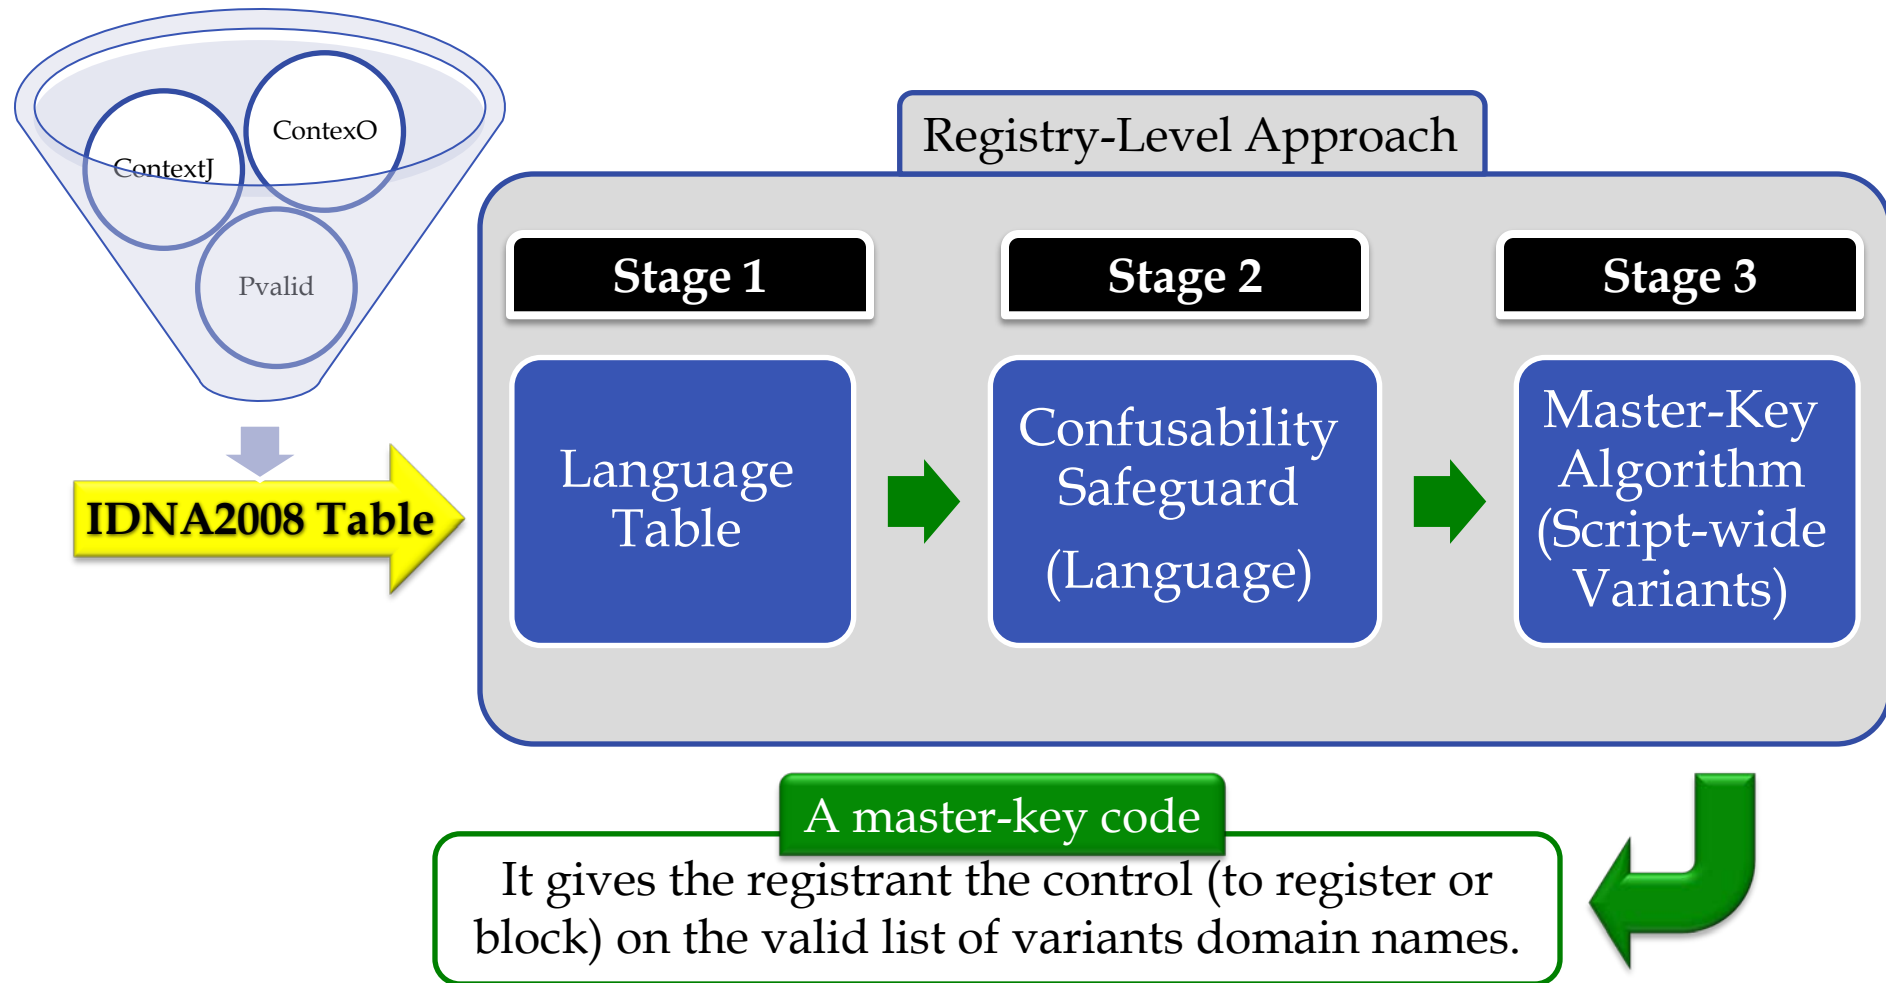 ContexO
ContextJ
Pvalid
IDNA2008 Table
Registry-Level Approach
Stage 1
Language
Table
Stage 2
Confusability
Safeguard
(Language)
Stage 3
Master-Key
Algorithm
(Script-wide
Variants)
A master-key code
It gives the registrant the control (to register or
block) on the valid list of variants domain names.